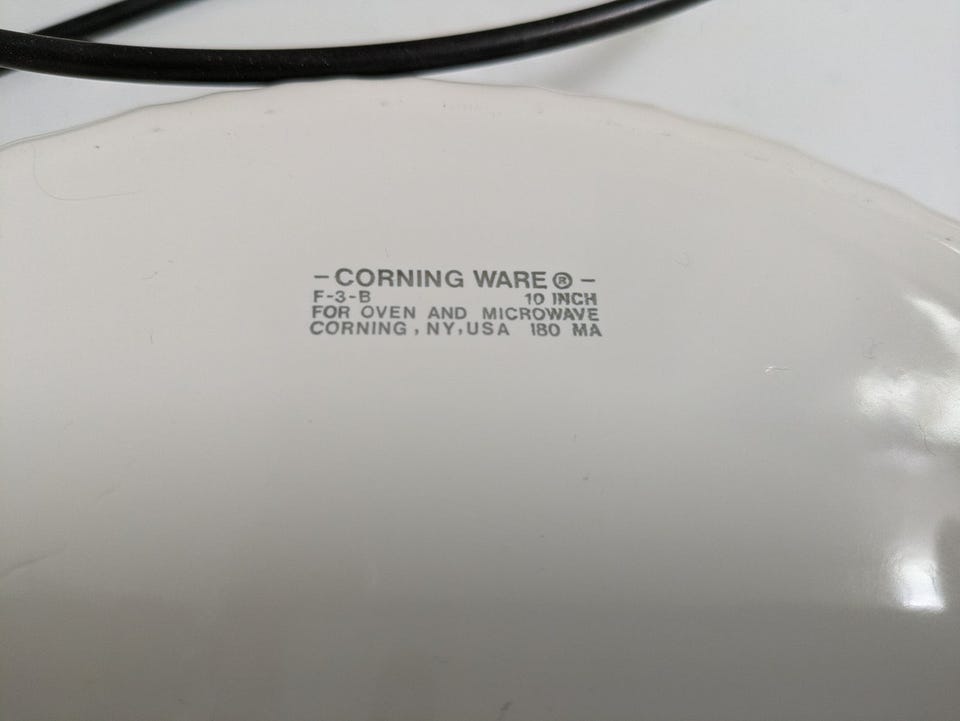 - CORNING WARE ® -
F-3-B 10 INCH
FOR OVEN AND MICROWAVE
CORNING, NY, USA 180 MA